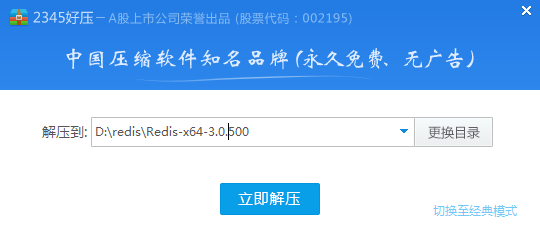 2345好压－A股上市公司荣誉出品 (股票代码：002195)
中国压缩软件知名品牌(永久免费、无广告)
解压到: D:\redis\Redis-x64-3.0.500 更换目录
立即解压
切换至经典模式